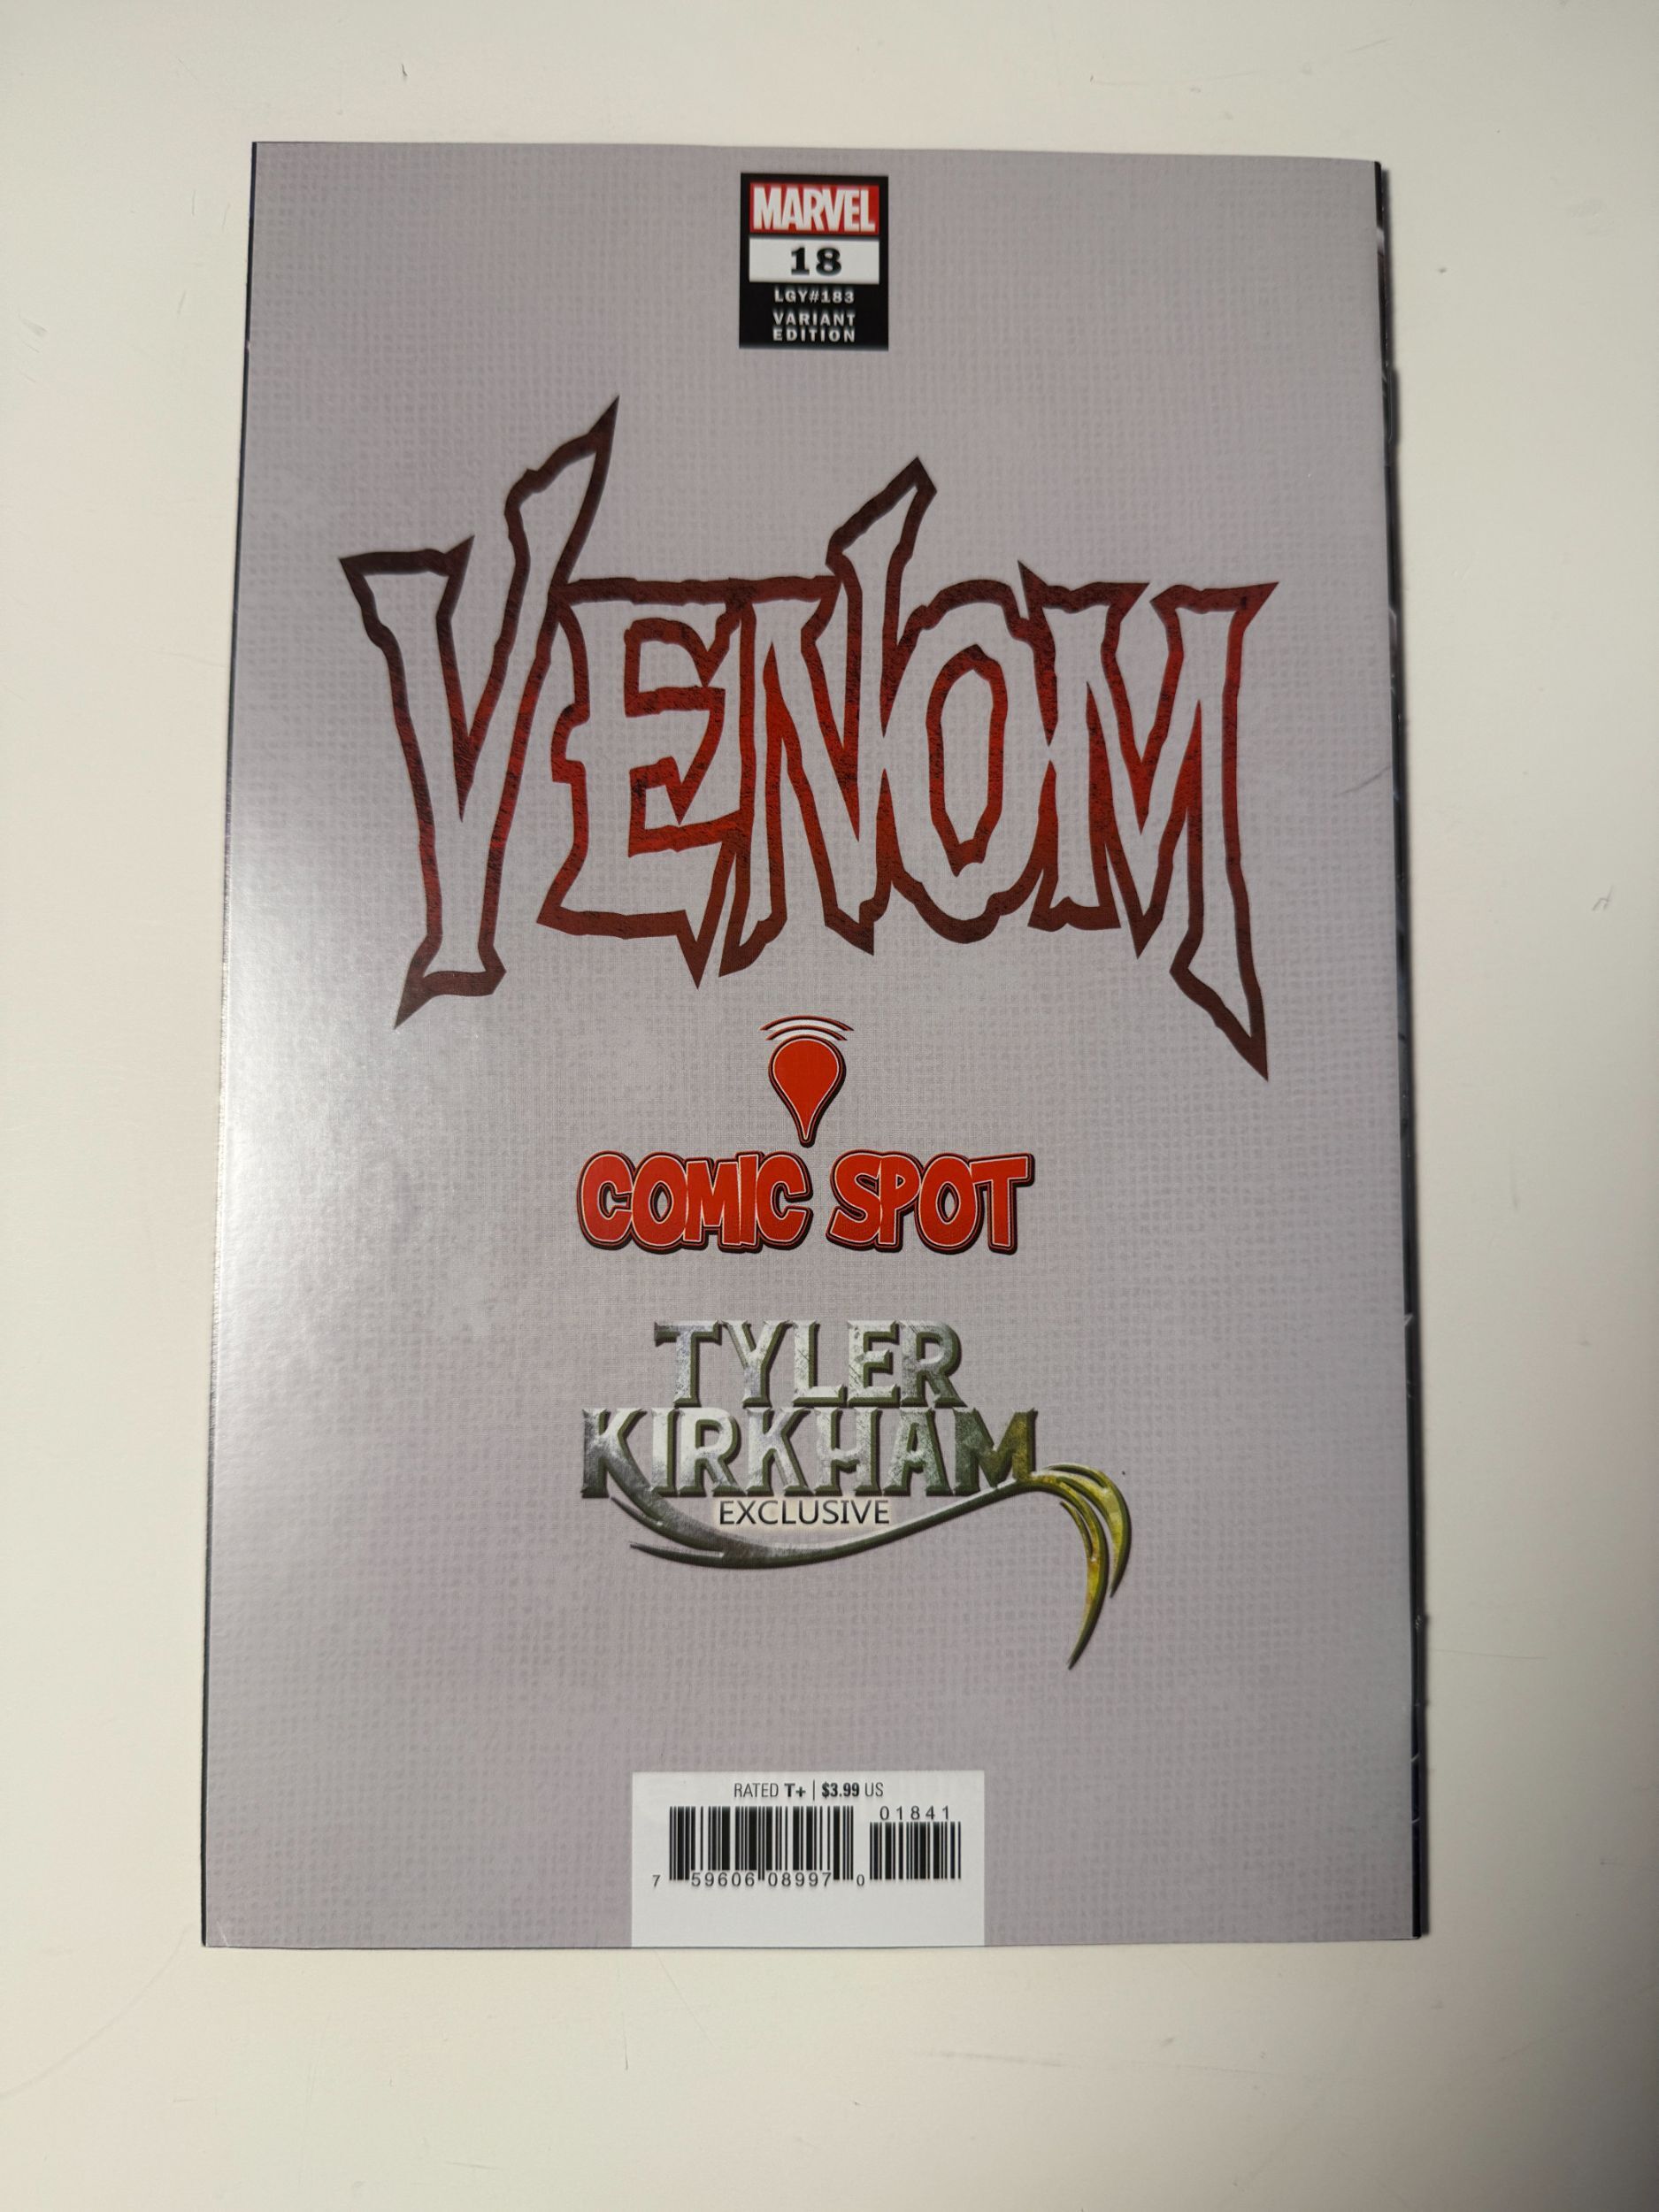 MARVEL
18
LGY#183
VARIANT
EDITION
VENOM
COMIC SPOT
TYLER
KIRKHAM
EXCLUSIVE
RATED T+ | $3.99 US
01841
7 59606 08997 0